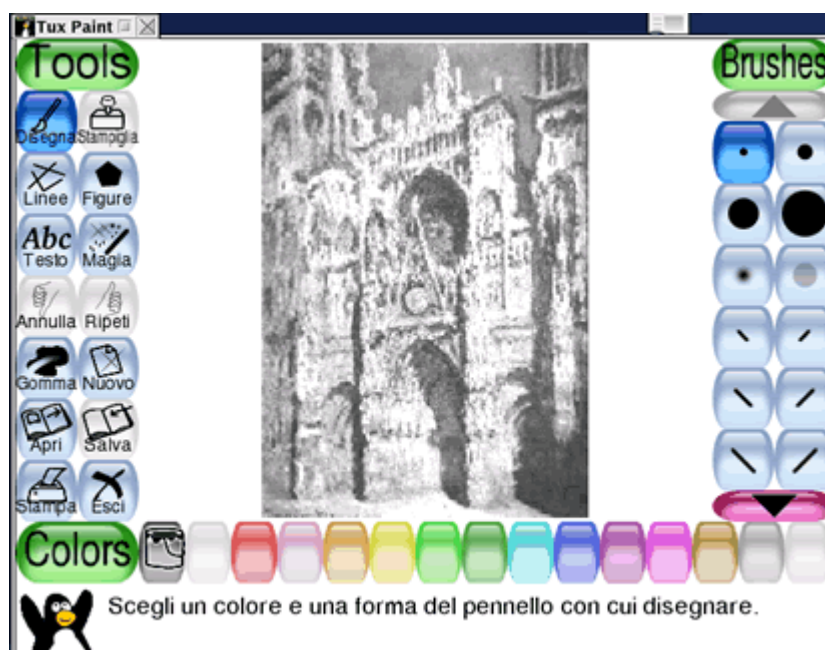 Tux Paint
Tools
Brushes
Disegna Stampiglia
Linee Figure
Abc
Testo Magia
Annulla Ripeti
Gomma Nuovo
Apri Salva
Stampa Esci
Colors
Scegli un colore e una forma del pennello con cui disegnare.